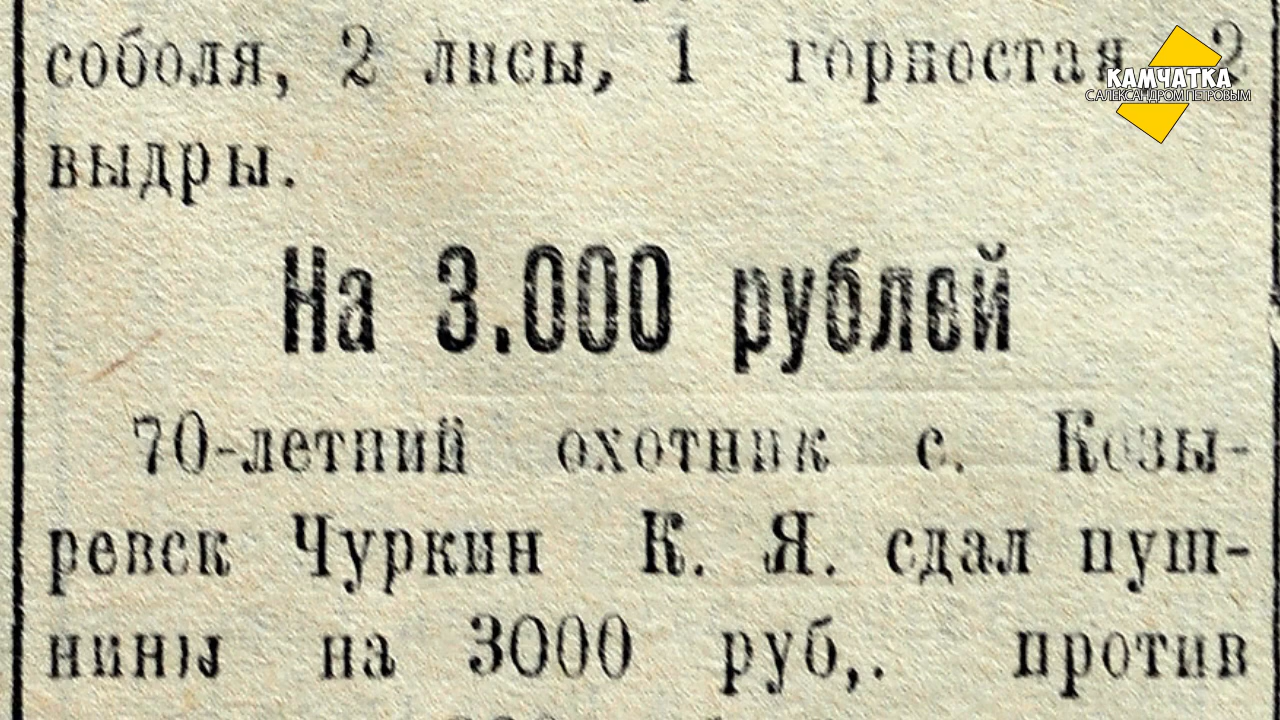 соболя, 2 лисы, 1 горностая, 2
выдры.
На 3.000 рублей
70-летний охотник с. Козы-
ревск Чуркин К. Я. сдал пуш-
нины на 3000 руб,. против
КАМЧАТКА
С АЛЕКСАНДРОМ ПЕТРОВЫМ